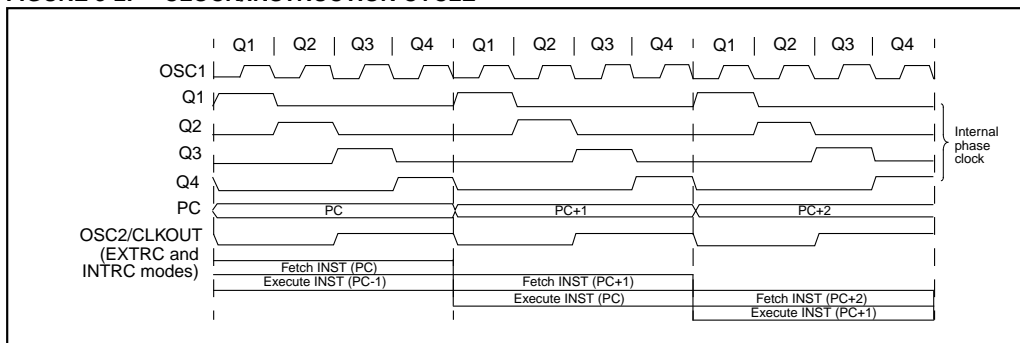 FIGURE 3-2: CLOCK/INSTRUCTION CYCLE
Q1 Q2 Q3 Q4 Q1 Q2 Q3 Q4 Q1 Q2 Q3 Q4
OSC1
Q1
Q2
Q3
Q4
Internal
phase
clock
PC
PC PC+1 PC+2
OSC2/CLKOUT
(EXTRC and
INTRC modes)
Fetch INST (PC)
Execute INST (PC-1) Fetch INST (PC+1)
Execute INST (PC) Fetch INST (PC+2)
Execute INST (PC+1)